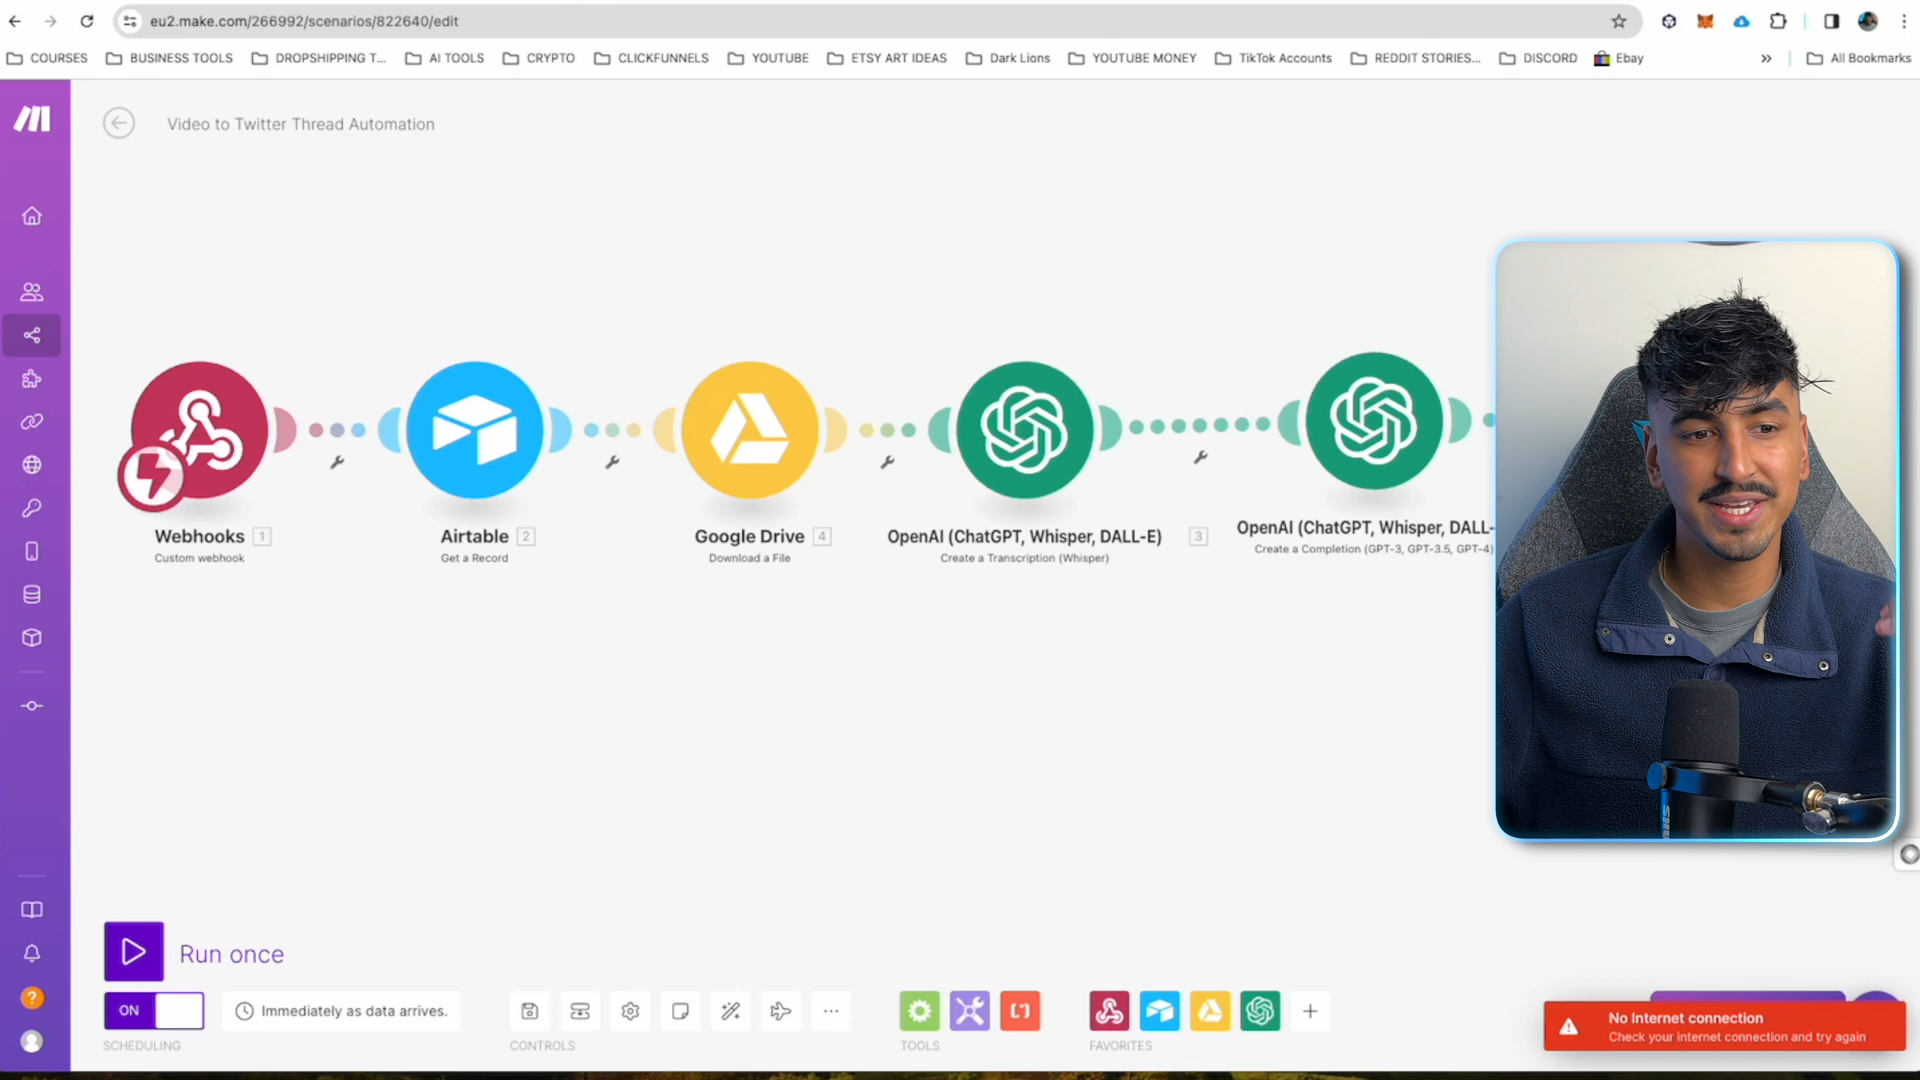 eu2.make.com/266992/scenarios/822640/edit
COURSES
BUSINESS TOOLS
DROPSHIPPING T...
AI TOOLS
CRYPTO
CLICKFUNNELS
YOUTUBE
ETSY ART IDEAS
Dark Lions
YOUTUBE MONEY
TikTok Accounts
REDDIT STORIES...
DISCORD
Ebay
»
All Bookmarks
Video to Twitter Thread Automation
Webhooks 1
Custom webhook
Airtable 2
Get a Record
Google Drive 4
Download a File
OpenAI (ChatGPT, Whisper, DALL-E) 3
Create a Transcription (Whisper)
OpenAI (ChatGPT, Whisper, DALL-
Create a Completion (GPT-3, GPT-3.5, GPT-4)
Run once
ON
Immediately as data arrives.
SCHEDULING
CONTROLS
TOOLS
FAVORITES
?
No Internet connection
Check your internet connection and try again